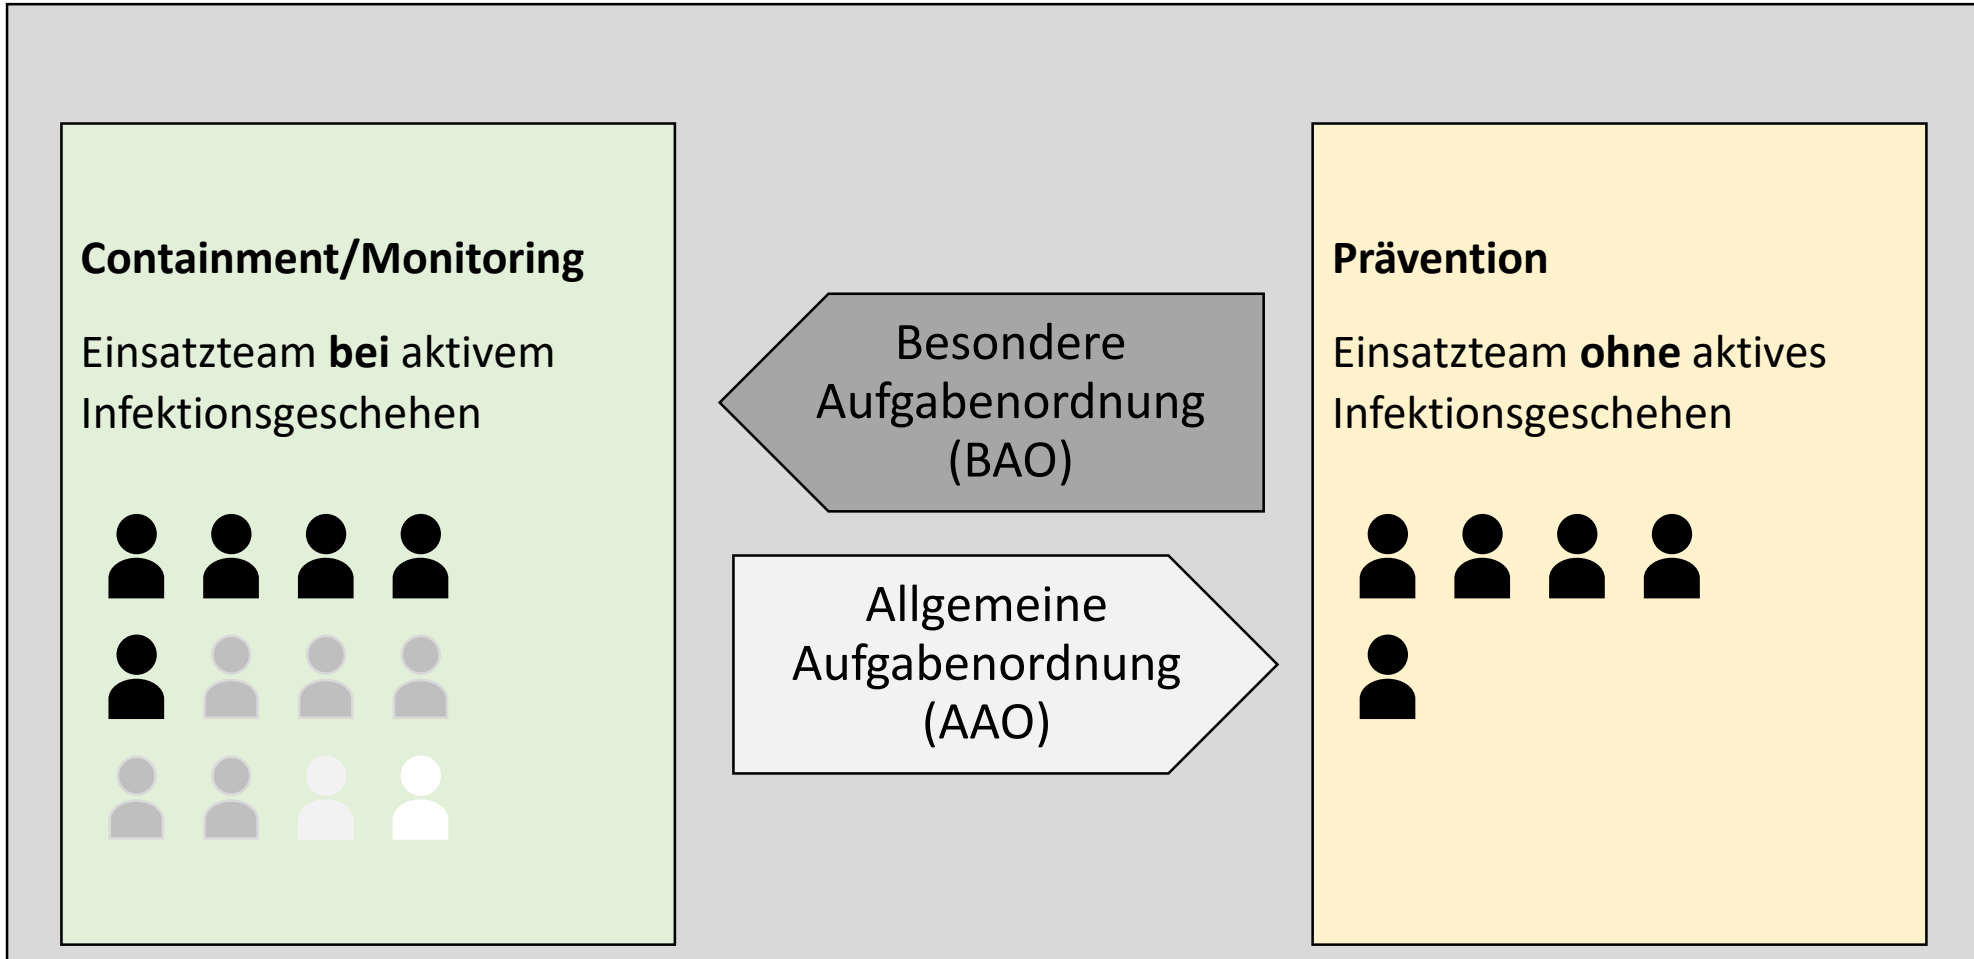 Containment/Monitoring
Einsatzteam bei aktivem
Infektionsgeschehen
Besondere
Aufgabenordnung
(BAO)
Allgemeine
Aufgabenordnung
(AAO)
Prävention
Einsatzteam ohne aktives
Infektionsgeschehen